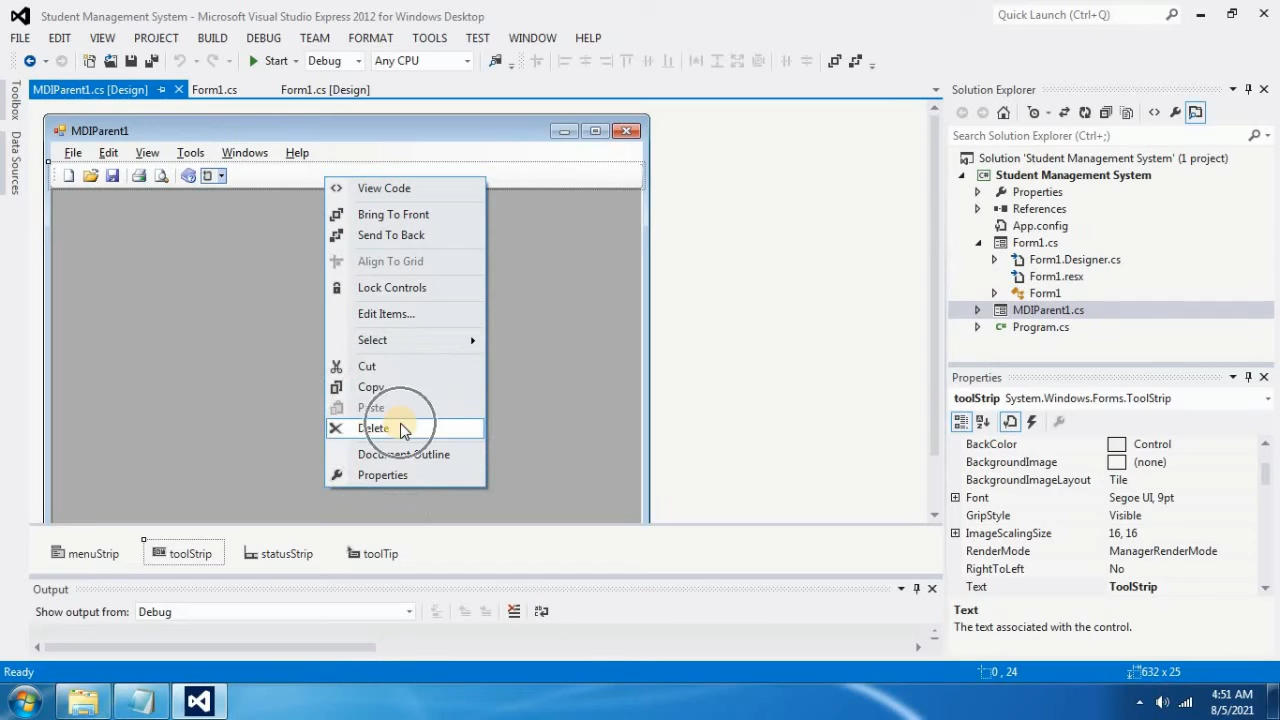 Student Management System - Microsoft Visual Studio Express 2012 for Windows Desktop
Quick Launch (Ctrl+Q)
FILE EDIT VIEW PROJECT BUILD DEBUG TEAM FORMAT TOOLS TEST WINDOW HELP
Start Debug Any CPU
Toolbox
Data Sources
MDIParent1.cs [Design] Form1.cs Form1.cs [Design]
MDIParent1
File Edit View Tools Windows Help
View Code
Bring To Front
Send To Back
Align To Grid
Lock Controls
Edit Items...
Select
Cut
Copy
Paste
Delete
Document Outline
Properties
menuStrip toolStrip statusStrip toolTip
Output
Show output from: Debug
Solution Explorer
Search Solution Explorer (Ctrl+;)
Solution 'Student Management System' (1 project)
Student Management System
Properties
References
App.config
Form1.cs
Form1.Designer.cs
Form1.resx
Form1
MDIParent1.cs
Program.cs
Properties
toolStrip System.Windows.Forms.ToolStrip
BackColor Control
BackgroundImage (none)
BackgroundImageLayout Tile
Font Segoe UI, 9pt
GripStyle Visible
ImageScalingSize 16, 16
RenderMode ManagerRenderMode
RightToLeft No
Text ToolStrip
Text
The text associated with the control.
Ready 0 , 24 632 x 25
4:51 AM
8/5/2021